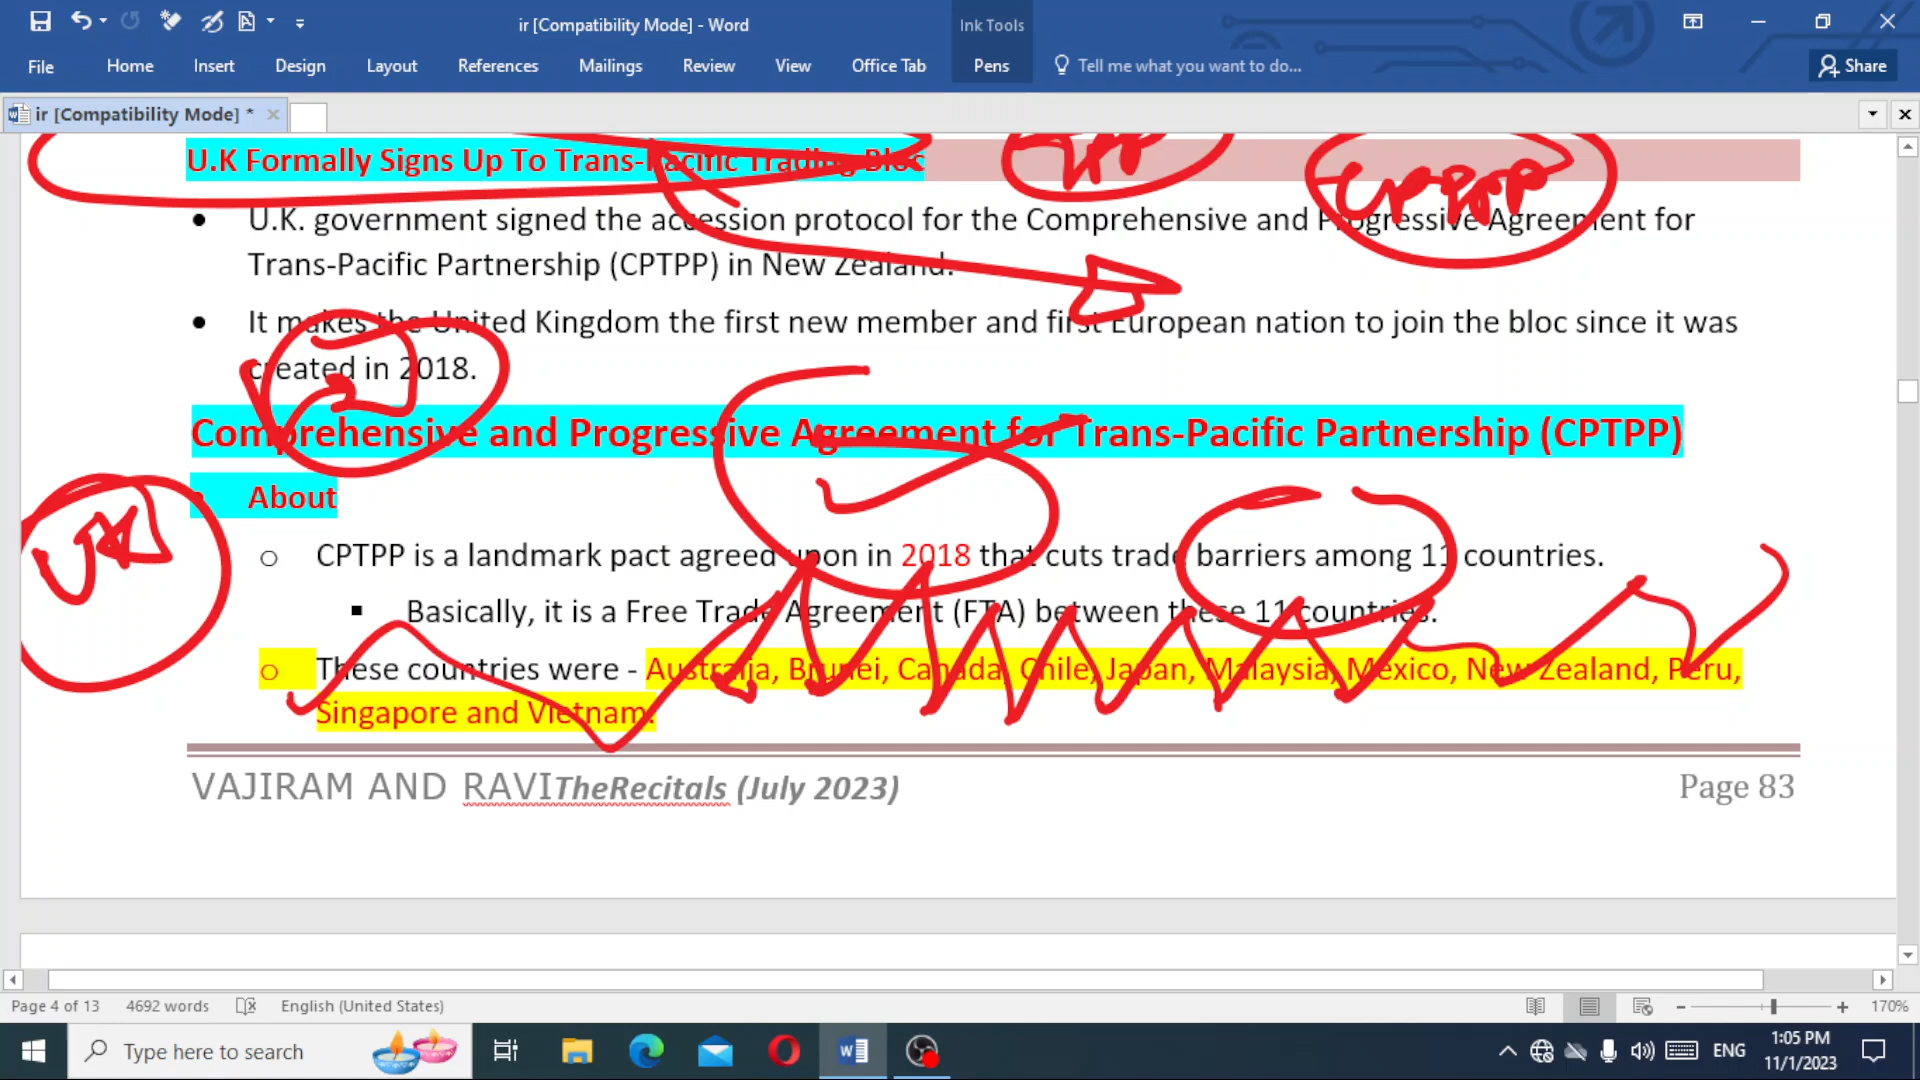 ir [Compatibility Mode] - Word
Ink Tools
File
Home
Insert
Design
Layout
References
Mailings
Review
View
Office Tab
Pens
Tell me what you want to do...
Share
ir [Compatibility Mode] *
U.K Formally Signs Up To Trans-Pacific Trading Bloc
TPP
CPTPP
U.K. government signed the accession protocol for the Comprehensive and Progressive Agreement for
Trans-Pacific Partnership (CPTPP) in New Zealand.
It makes the United Kingdom the first new member and first European nation to join the bloc since it was
created in 2018.
Comprehensive and Progressive Agreement for Trans-Pacific Partnership (CPTPP)
About
UK
CPTPP is a landmark pact agreed upon in 2018 that cuts trade barriers among 11 countries.
Basically, it is a Free Trade Agreement (FTA) between these 11 countries.
These countries were - Australia, Brunei, Canada, Chile, Japan, Malaysia, Mexico, New Zealand, Peru,
Singapore and Vietnam.
VAJIRAM AND RAVITheRecitals (July 2023)
Page 83
Page 4 of 13
4692 words
English (United States)
170%
Type here to search
ENG
1:05 PM
11/1/2023